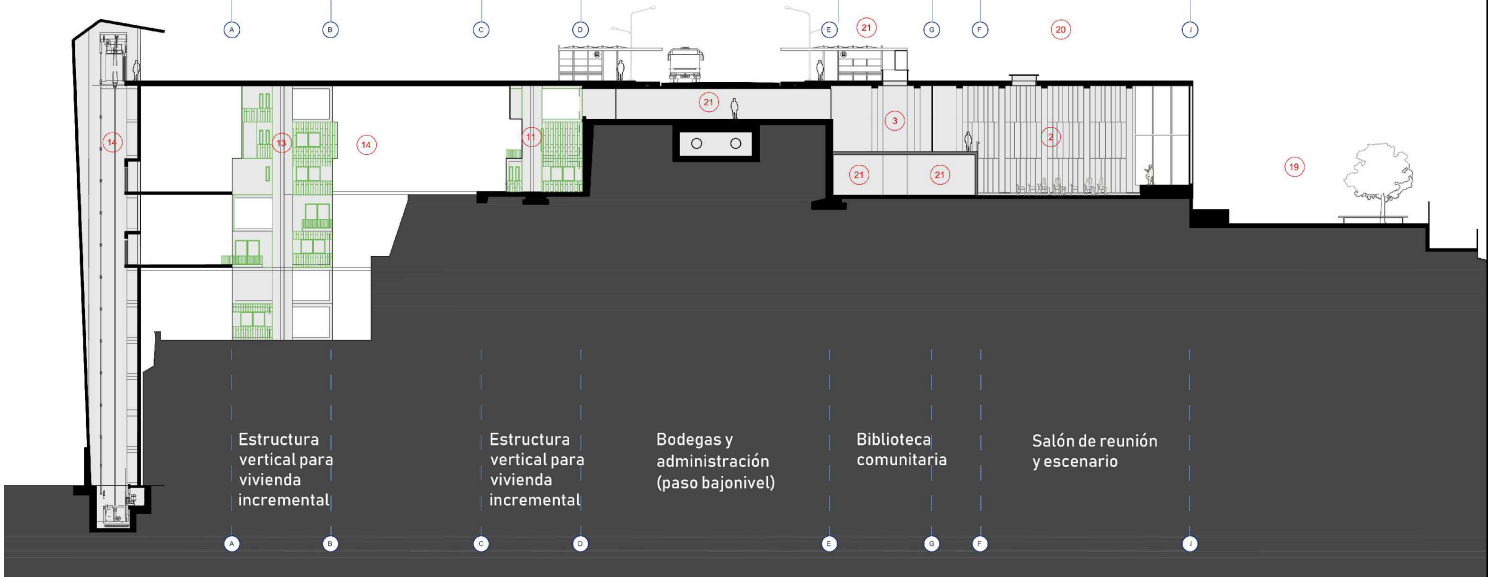 A B C D E 21 G F 20 I
14 13 14 11 21 3 2 19
21 21
Estructura
vertical para
vivienda
incremental
Estructura
vertical para
vivienda
incremental
Bodegas y
administración
(paso bajonivel)
Biblioteca
comunitaria
Salón de reunión
y escenario
A B C D E G F I